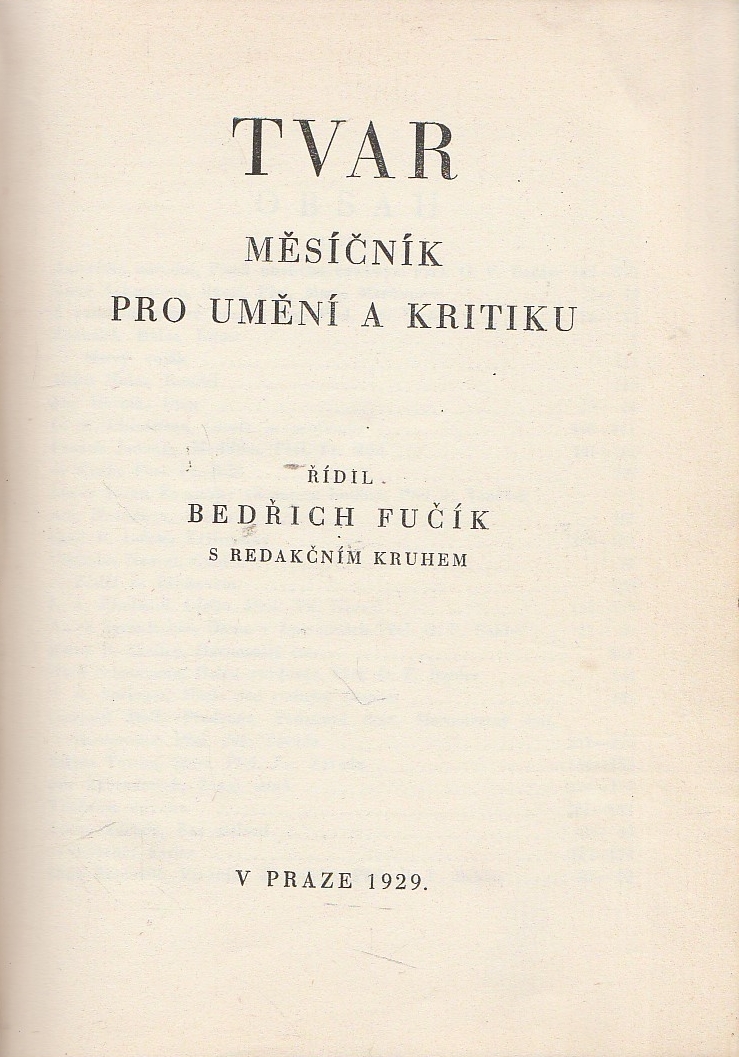 TVAR
MĚSÍČNÍK
PRO UMĚNÍ A KRITIKU
ŘÍDIL
BEDŘICH FUČÍK
S REDAKČNÍM KRUHEM
V PRAZE 1929.